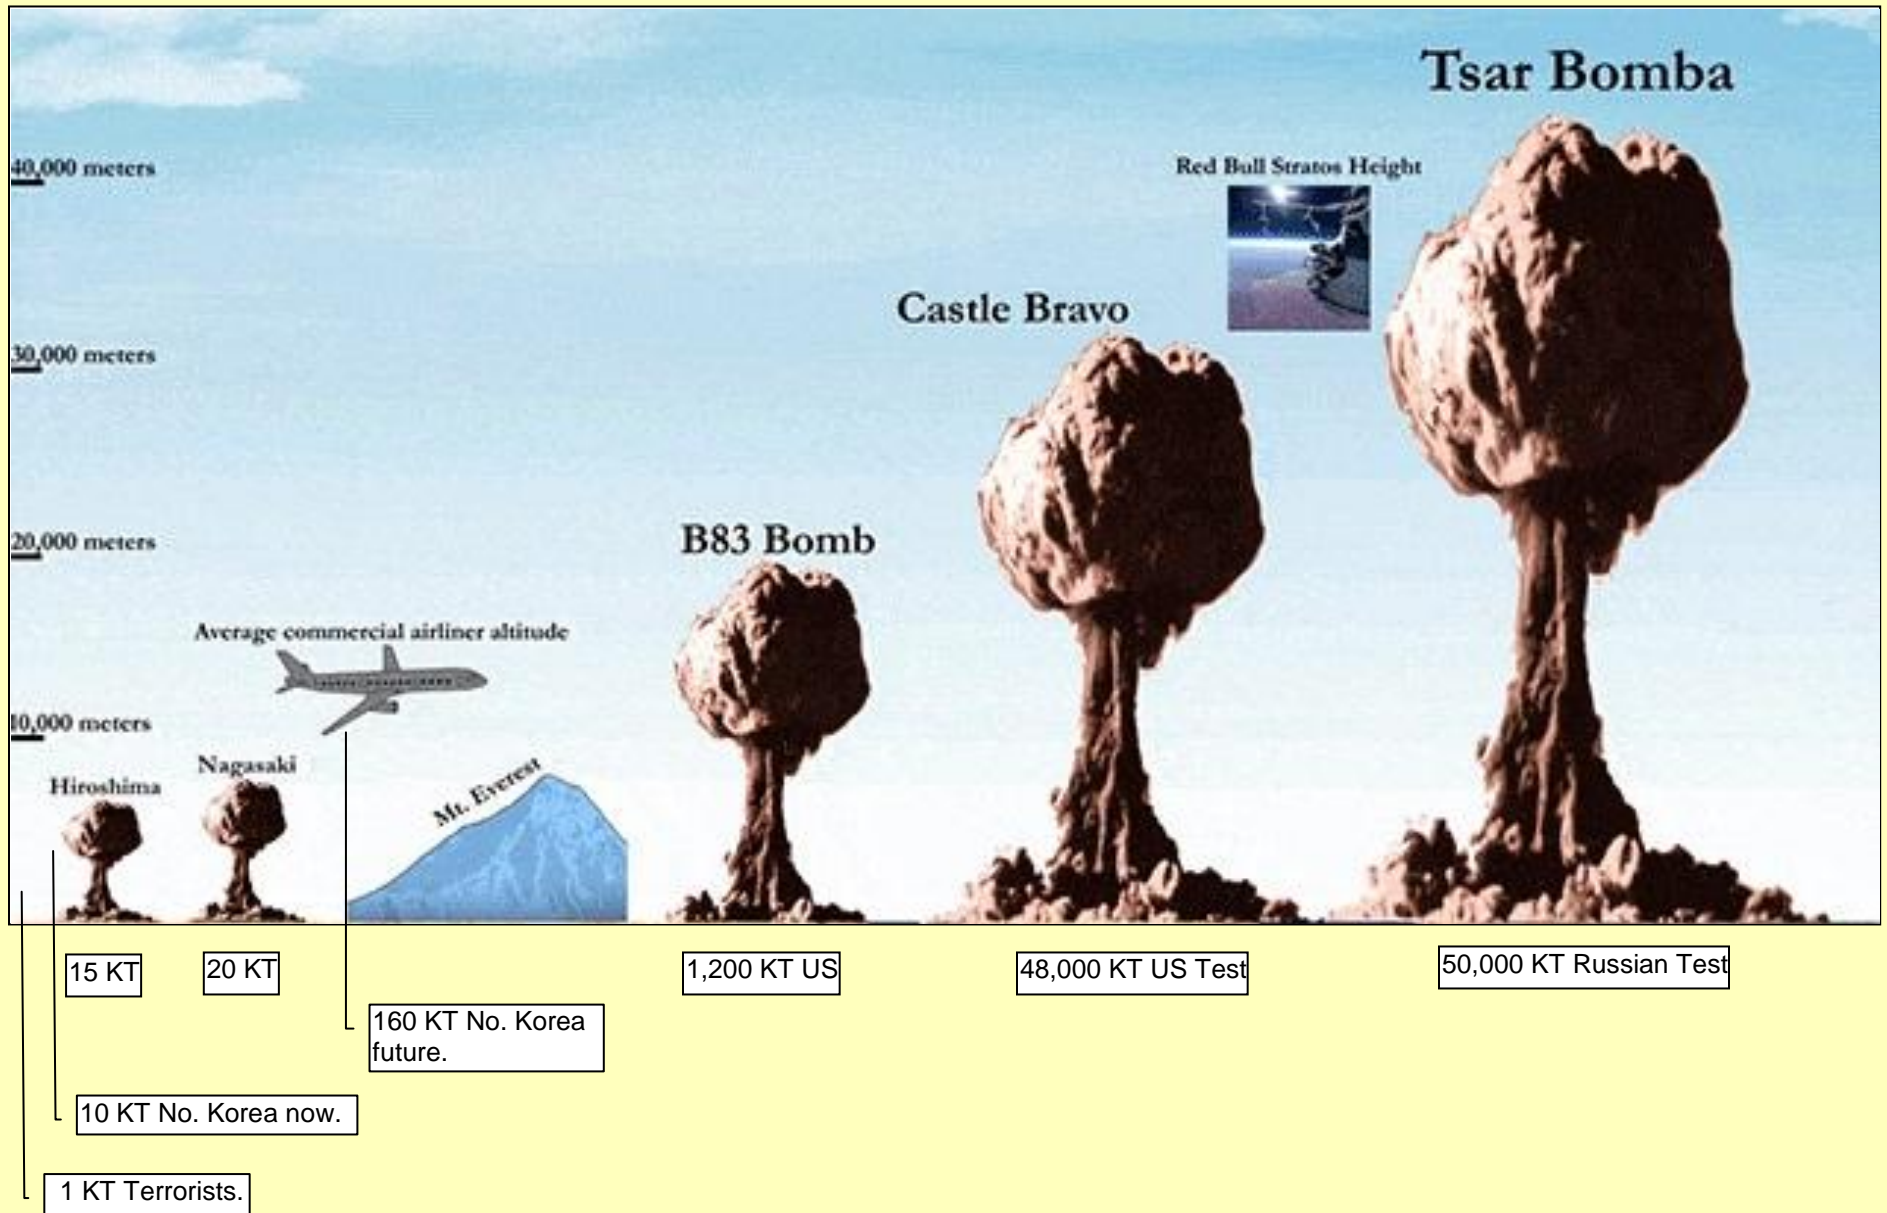 Tsar Bomba
40,000 meters
Red Bull Stratos Height
Castle Bravo
30,000 meters
B83 Bomb
20,000 meters
Average commercial airliner altitude
10,000 meters
Nagasaki
Hiroshima
Mt. Everest
15 KT
20 KT
1,200 KT US
48,000 KT US Test
50,000 KT Russian Test
160 KT No. Korea
future.
10 KT No. Korea now.
1 KT Terrorists.